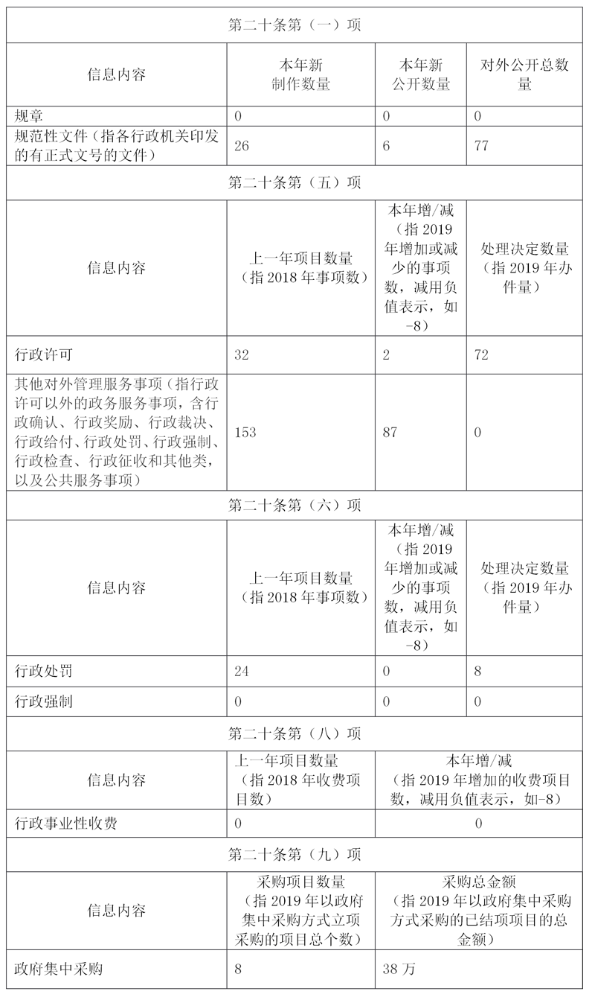 第二十条第（一）项
信息内容
本年新
制作数量
本年新
公开数量
对外公开总数
量
规章
0
0
0
规范性文件（指各行政机关印发
的有正式文号的文件）
26
6
77
第二十条第（五）项
信息内容
上一年项目数量
（指 2018 年事项数）
本年增/减
（指 2019
年增加或减
少的事项
数，减用负
值表示，如
-8）
处理决定数量
（指 2019 年办
件量）
行政许可
32
2
72
其他对外管理服务事项（指行政
许可以外的政务服务事项，含行
政确认、行政奖励、行政裁决、
行政给付、行政处罚、行政强制、
行政检查、行政征收和其他类，
以及公共服务事项）
153
87
0
第二十条第（六）项
信息内容
上一年项目数量
（指 2018 年事项数）
本年增/减
（指 2019
年增加或减
少的事项
数，减用负
值表示，如
-8）
处理决定数量
（指 2019 年办
件量）
行政处罚
24
0
8
行政强制
0
0
0
第二十条第（八）项
信息内容
上一年项目数量
（指 2018 年收费项
目数）
本年增/减
（指 2019 年增加的收费项目
数，减用负值表示，如-8）
行政事业性收费
0
0
第二十条第（九）项
信息内容
采购项目数量
（指 2019 年以政府
集中采购方式立项
采购的项目总个数）
采购总金额
（指 2019 年以政府集中采购
方式采购的已结项项目的总
金额）
政府集中采购
8
38 万